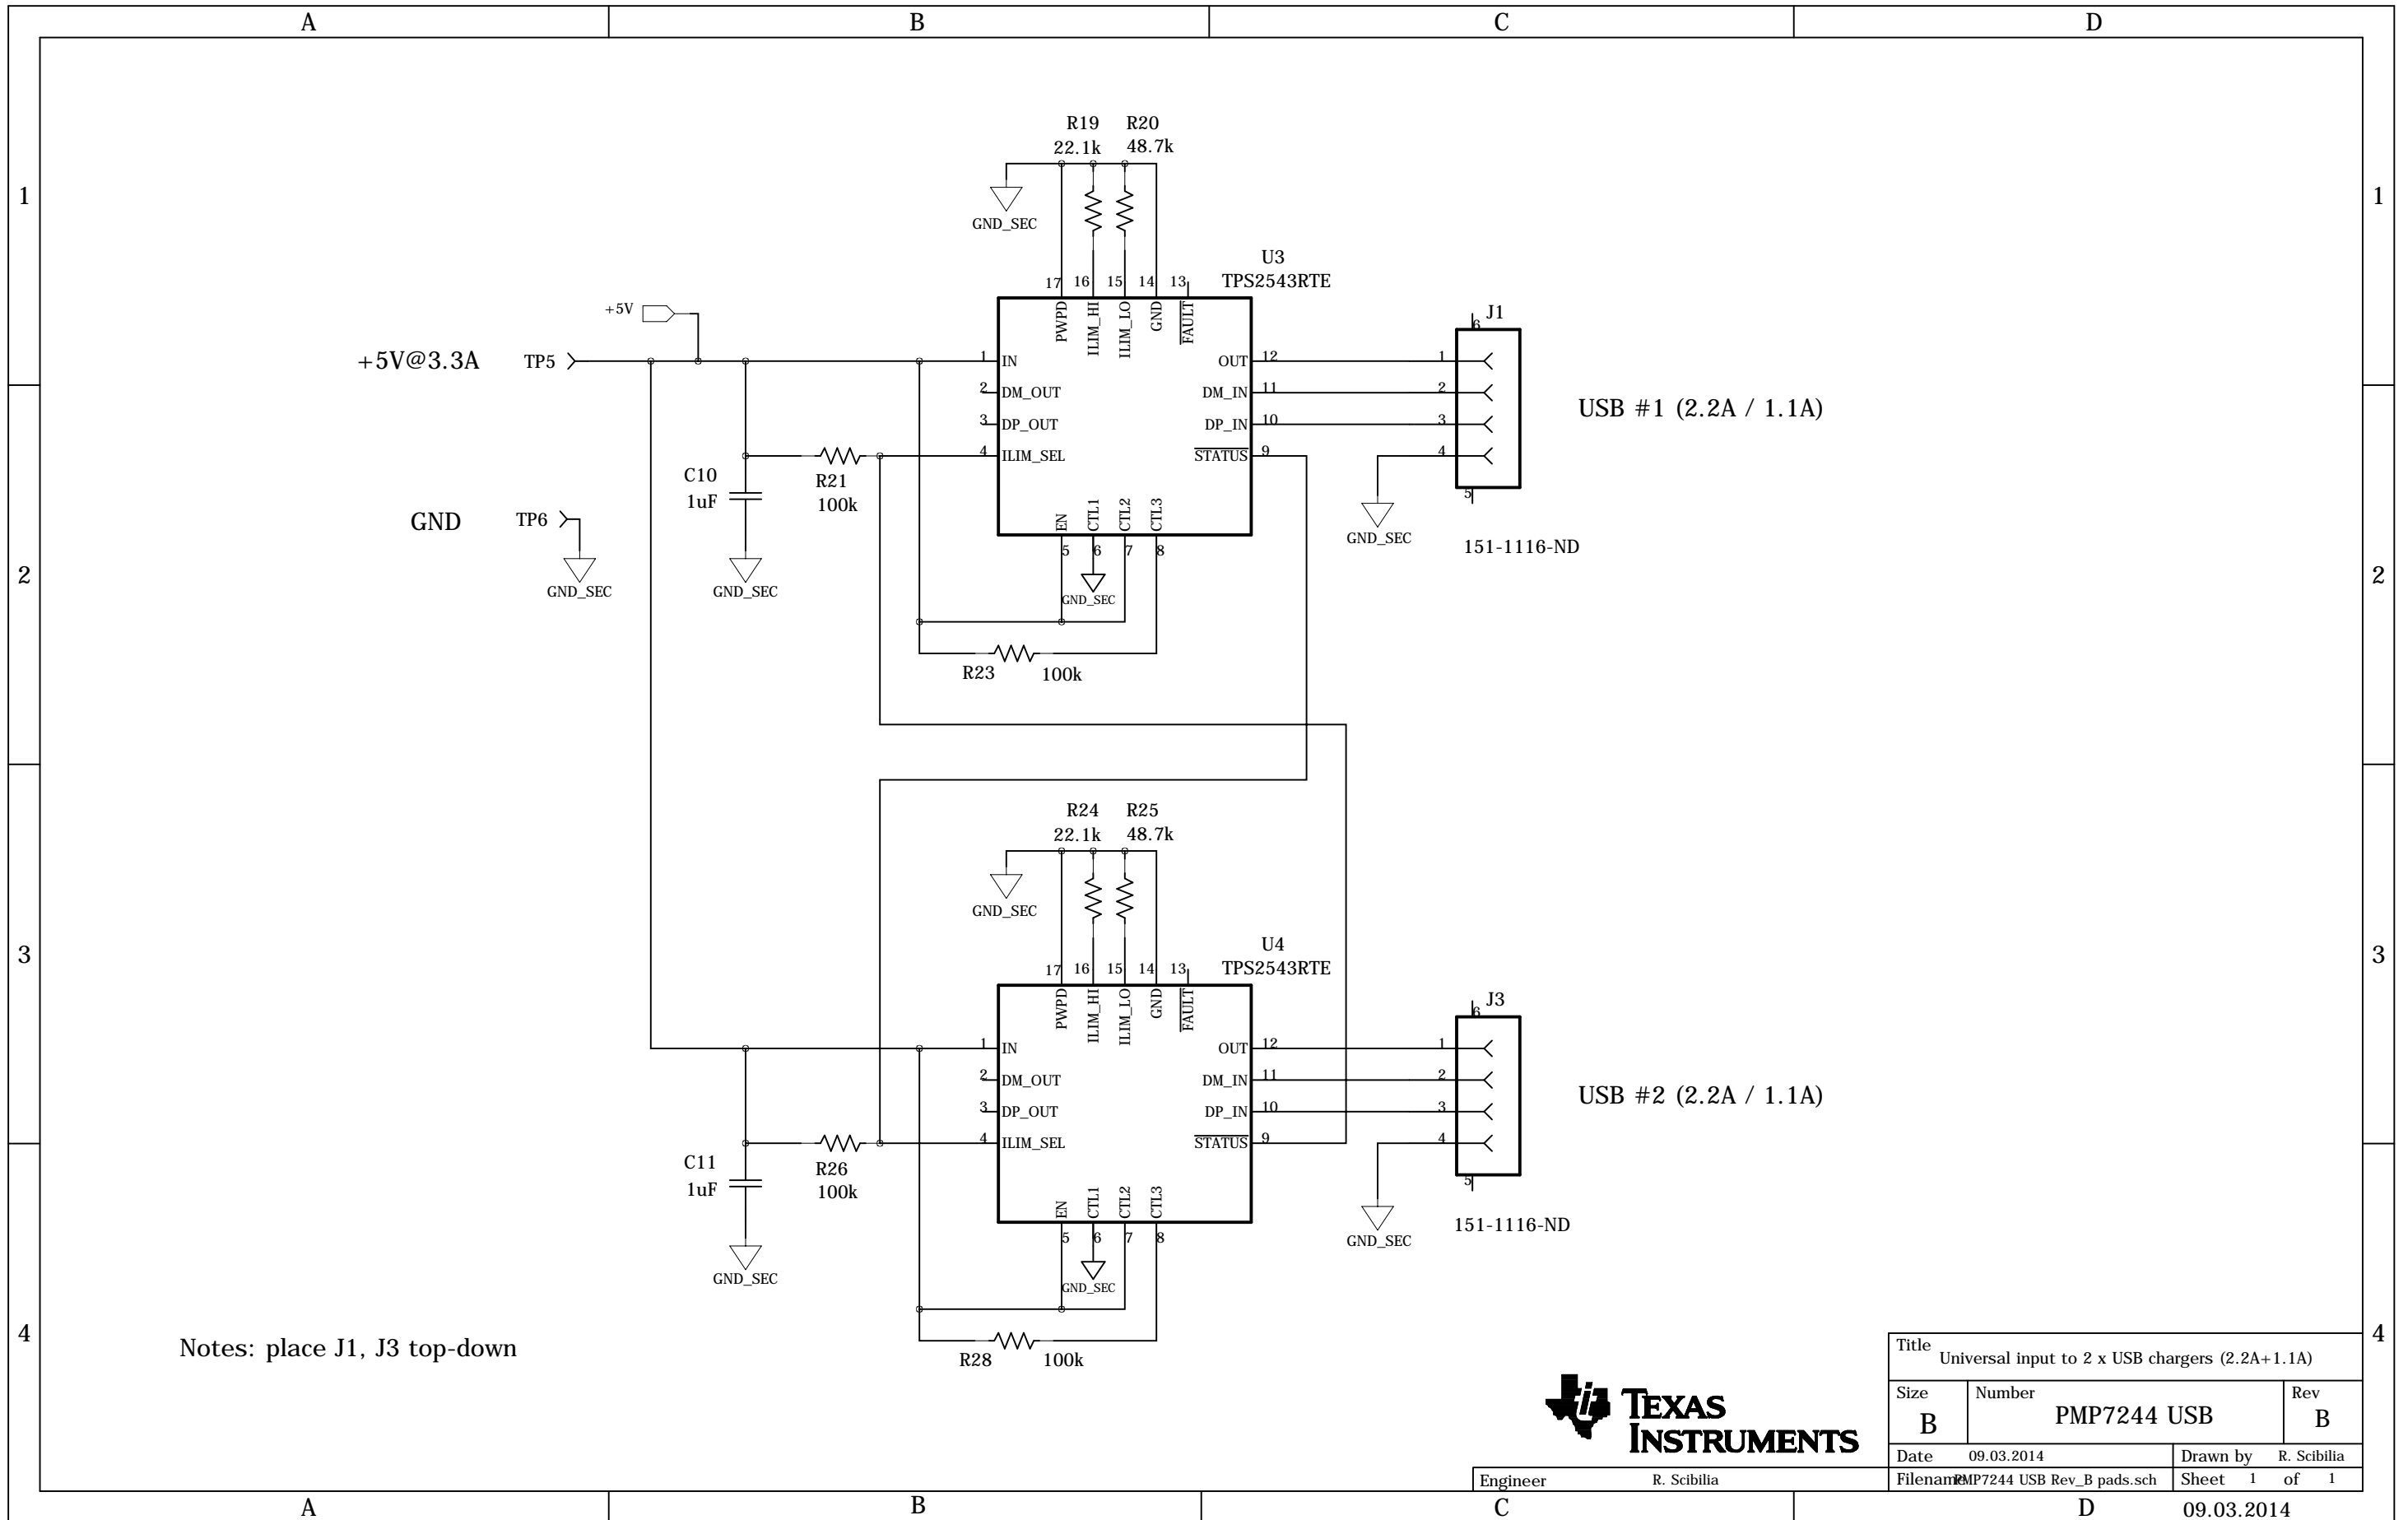 A B C D
1 1
R19 R20
22.1k 48.7k
GND_SEC
U3
TPS2543RTE
17 16 15 14 13
PWPD ILIM_HI ILIM_LO GND FAULT
+5V
+5V@3.3A TP5
J1
6
1 IN OUT 12 1
2 DM_OUT DM_IN 11 2
3 DP_OUT DP_IN 10 3
4 ILIM_SEL STATUS 9 4
USB #1 (2.2A / 1.1A)
C10
1uF
R21
100k
5
GND TP6
EN CTL1 CTL2 CTL3
5 6 7 8
GND_SEC
151-1116-ND
2 2
GND_SEC GND_SEC GND_SEC
R23 100k
R24 R25
22.1k 48.7k
GND_SEC
3 3
U4
TPS2543RTE
17 16 15 14 13
PWPD ILIM_HI ILIM_LO GND FAULT
J3
6
1 IN OUT 12 1
2 DM_OUT DM_IN 11 2
3 DP_OUT DP_IN 10 3
4 ILIM_SEL STATUS 9 4
USB #2 (2.2A / 1.1A)
C11
1uF
R26
100k
5
EN CTL1 CTL2 CTL3
5 6 7 8
151-1116-ND
GND_SEC
GND_SEC GND_SEC
4 4
Notes: place J1, J3 top-down
R28 100k
TEXAS
INSTRUMENTS
Title
Universal input to 2 x USB chargers (2.2A+1.1A)
Size Number Rev
B PMP7244 USB B
Date 09.03.2014 Drawn by R. Scibilia
Engineer R. Scibilia
Filename PMP7244 USB Rev_B pads.sch Sheet 1 of 1
A B C D
09.03.2014